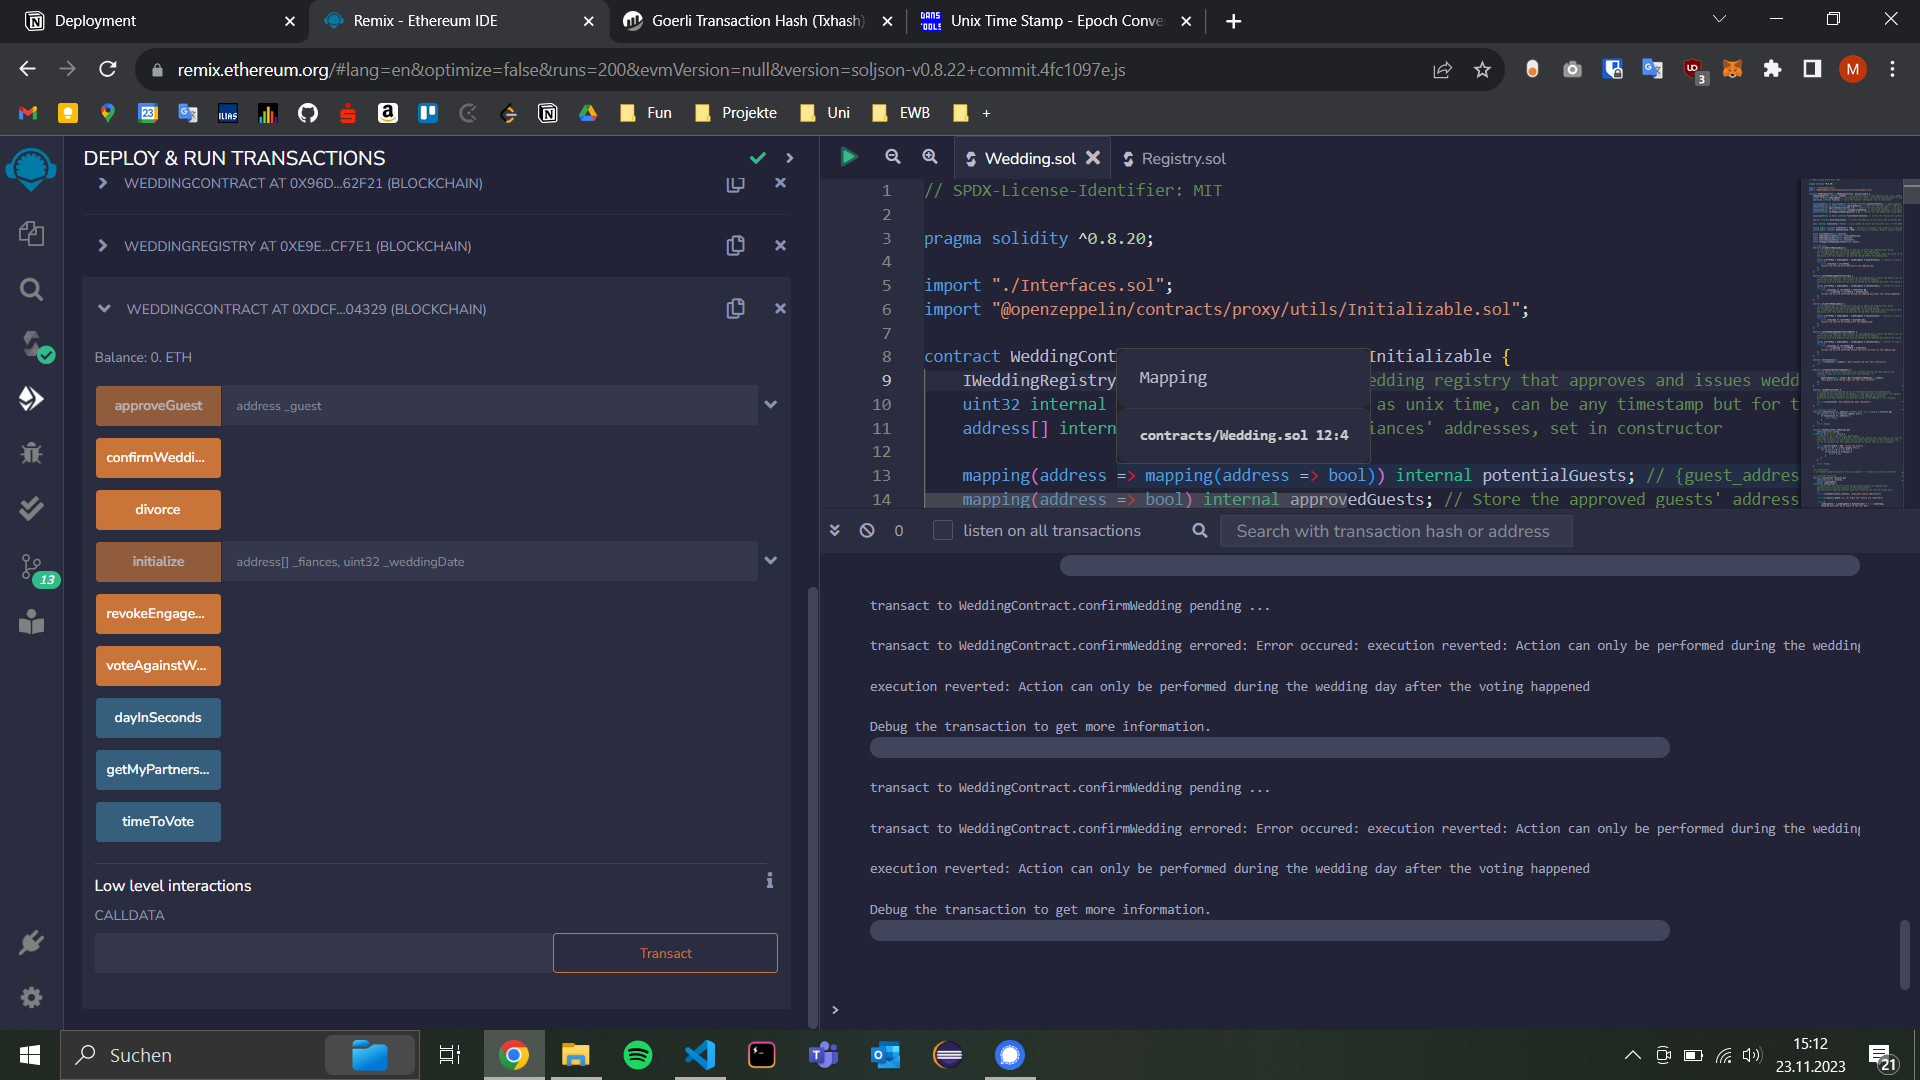 Deployment
Remix - Ethereum IDE
Goerli Transaction Hash (Txhash)
Unix Time Stamp - Epoch Conve
remix.ethereum.org/#lang=en&optimize=false&runs=200&evmVersion=null&version=soljson-v0.8.22+commit.4fc1097e.js
3
M
23
ILIAS
Fun
Projekte
Uni
EWB
+
DEPLOY & RUN TRANSACTIONS
WEDDINGCONTRACT AT 0X96D...62F21 (BLOCKCHAIN)
WEDDINGREGISTRY AT 0XE9E...CF7E1 (BLOCKCHAIN)
WEDDINGCONTRACT AT 0XDCF...04329 (BLOCKCHAIN)
Balance: 0. ETH
approveGuest address _guest
confirmWeddi...
divorce
initialize address[] _fiances, uint32 _weddingDate
revokeEngage...
voteAgainstW...
dayInSeconds
getMyPartners...
timeToVote
13
Low level interactions
CALLDATA
Transact
Wedding.sol
Registry.sol
1 // SPDX-License-Identifier: MIT
2
3 pragma solidity ^0.8.20;
4
5 import "./Interfaces.sol";
6 import "@openzeppelin/contracts/proxy/utils/Initializable.sol";
7
8 contract WeddingCont Initializable {
9 IWeddingRegistry edding registry that approves and issues wedd
10 uint32 internal as unix time, can be any timestamp but for t
11 address[] intern iances' addresses, set in constructor
12
13 mapping(address => mapping(address => bool)) internal potentialGuests; // {guest_addres
14 mapping(address => bool) internal approvedGuests; // Store the approved guests' address
Mapping
contracts/Wedding.sol 12:4
0
listen on all transactions
Search with transaction hash or address
transact to WeddingContract.confirmWedding pending ...
transact to WeddingContract.confirmWedding errored: Error occured: execution reverted: Action can only be performed during the wedding
execution reverted: Action can only be performed during the wedding day after the voting happened
Debug the transaction to get more information.
transact to WeddingContract.confirmWedding pending ...
transact to WeddingContract.confirmWedding errored: Error occured: execution reverted: Action can only be performed during the wedding
execution reverted: Action can only be performed during the wedding day after the voting happened
Debug the transaction to get more information.
>
Suchen
15:12
23.11.2023
21